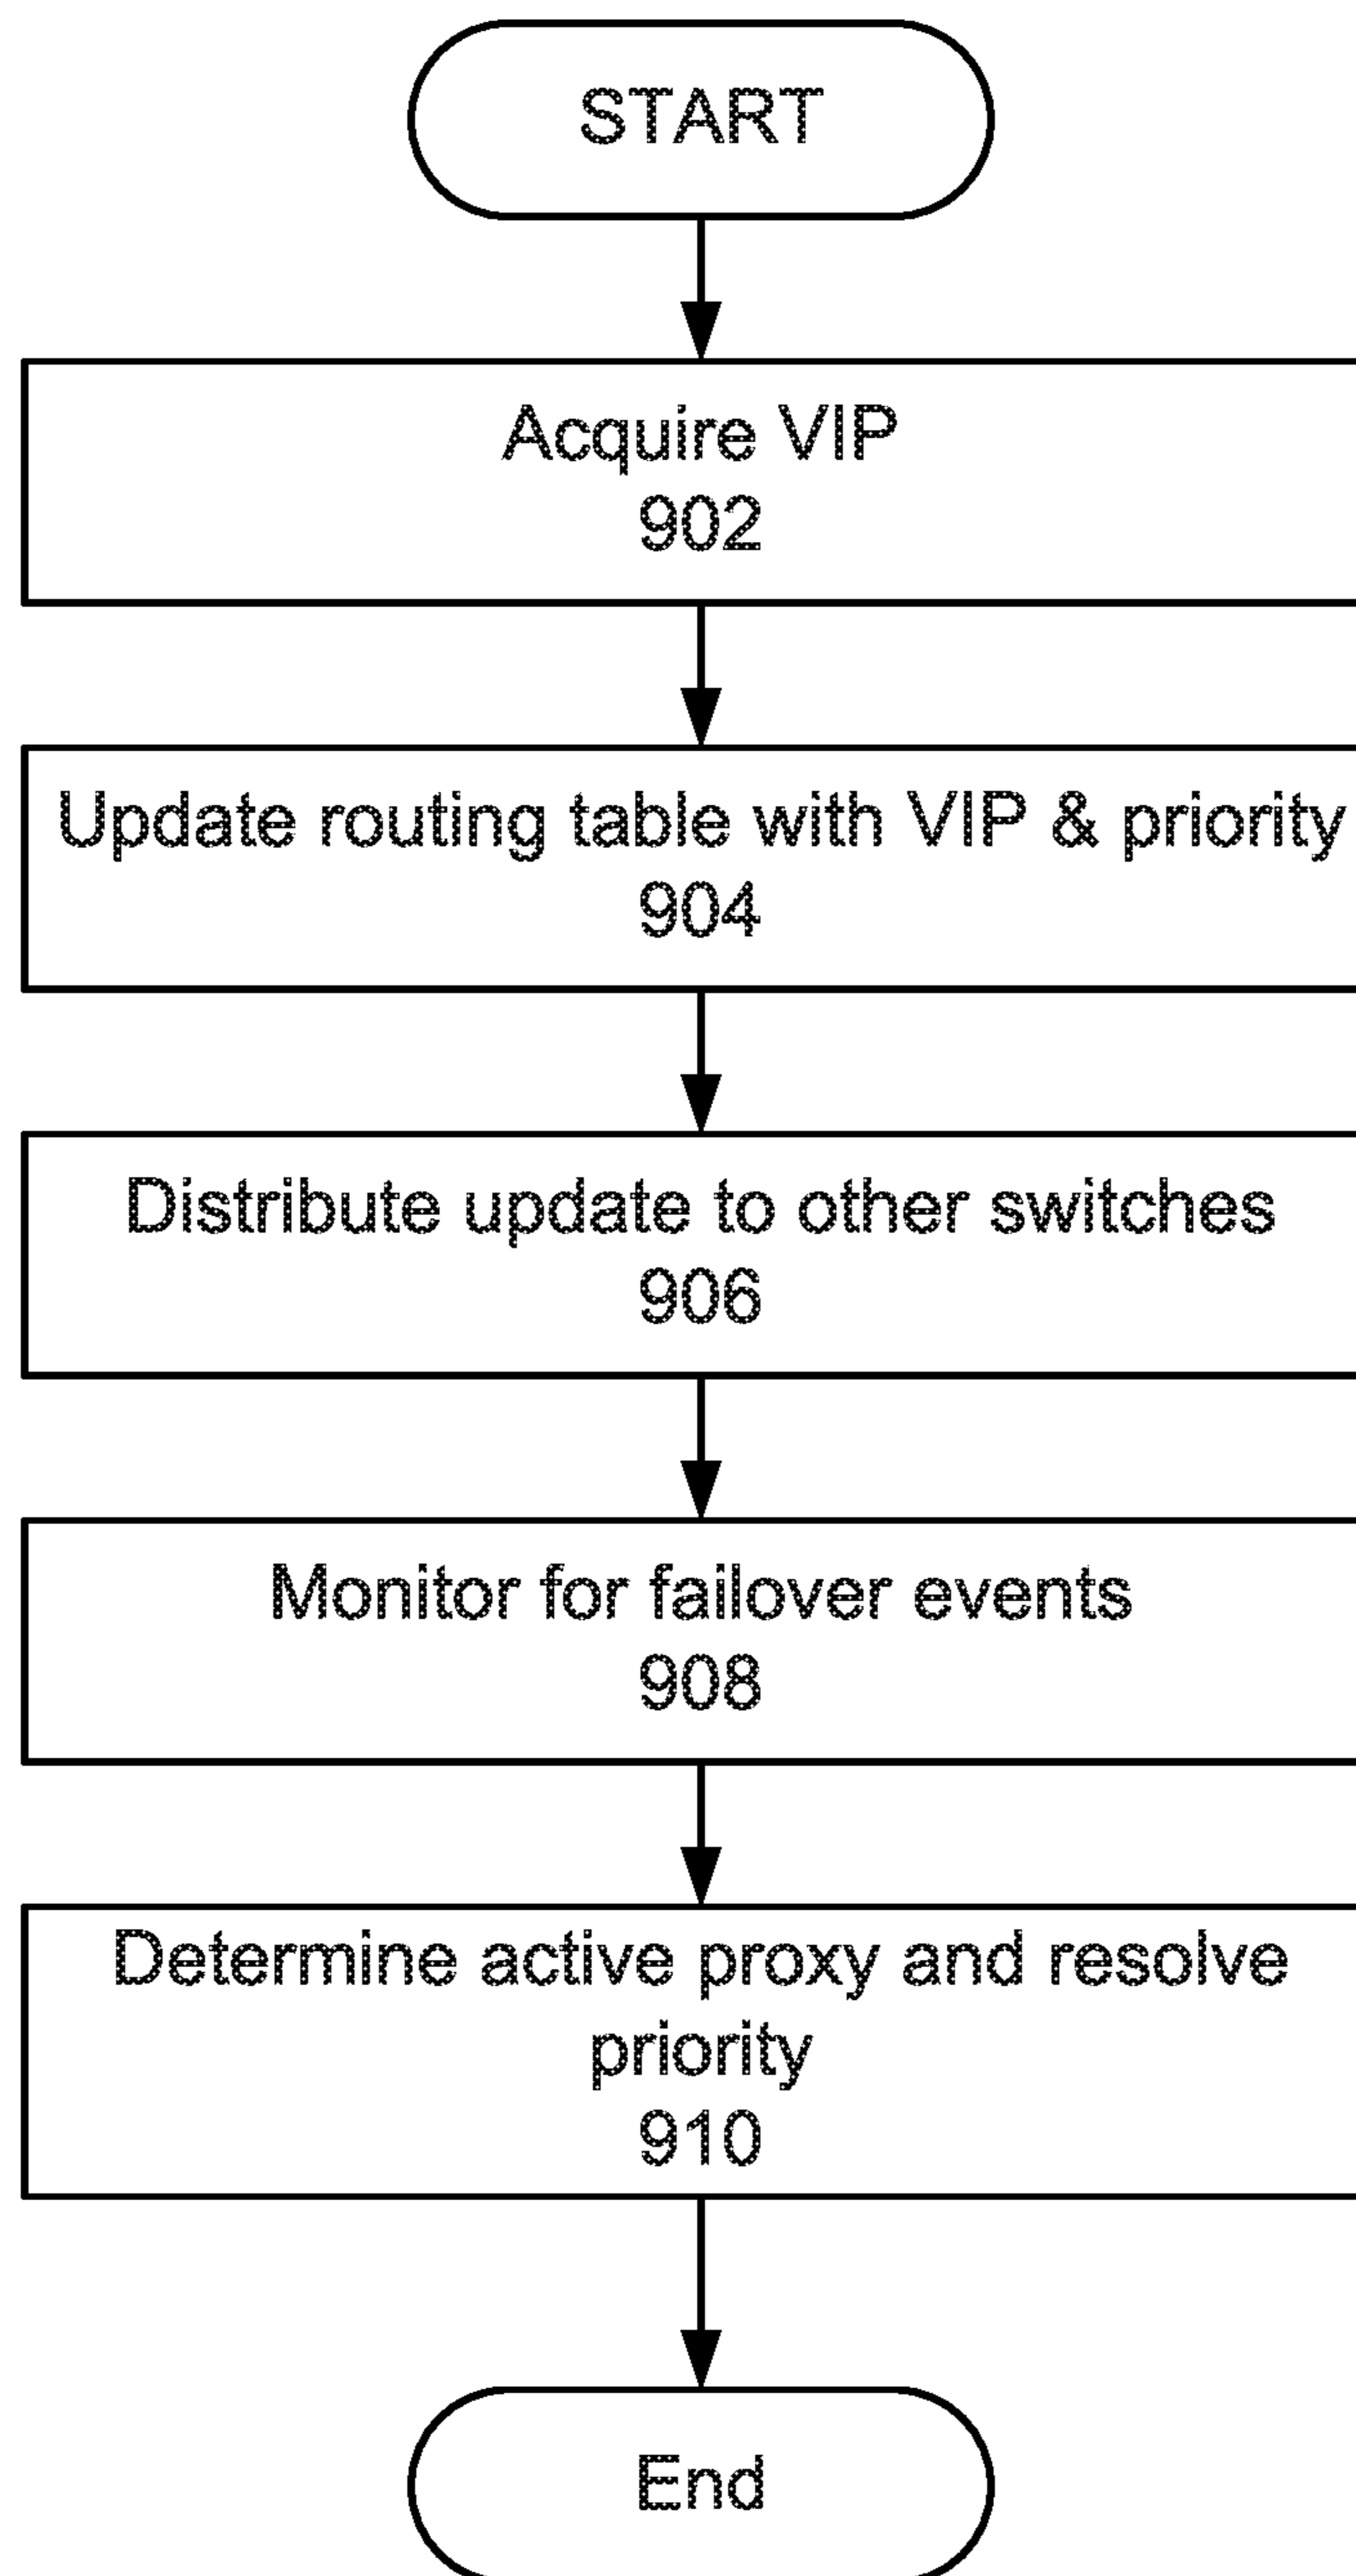 START
Acquire VIP
902
Update routing table with VIP & priority
904
Distribute update to other switches
906
Monitor for failover events
908
Determine active proxy and resolve
priority
910
End